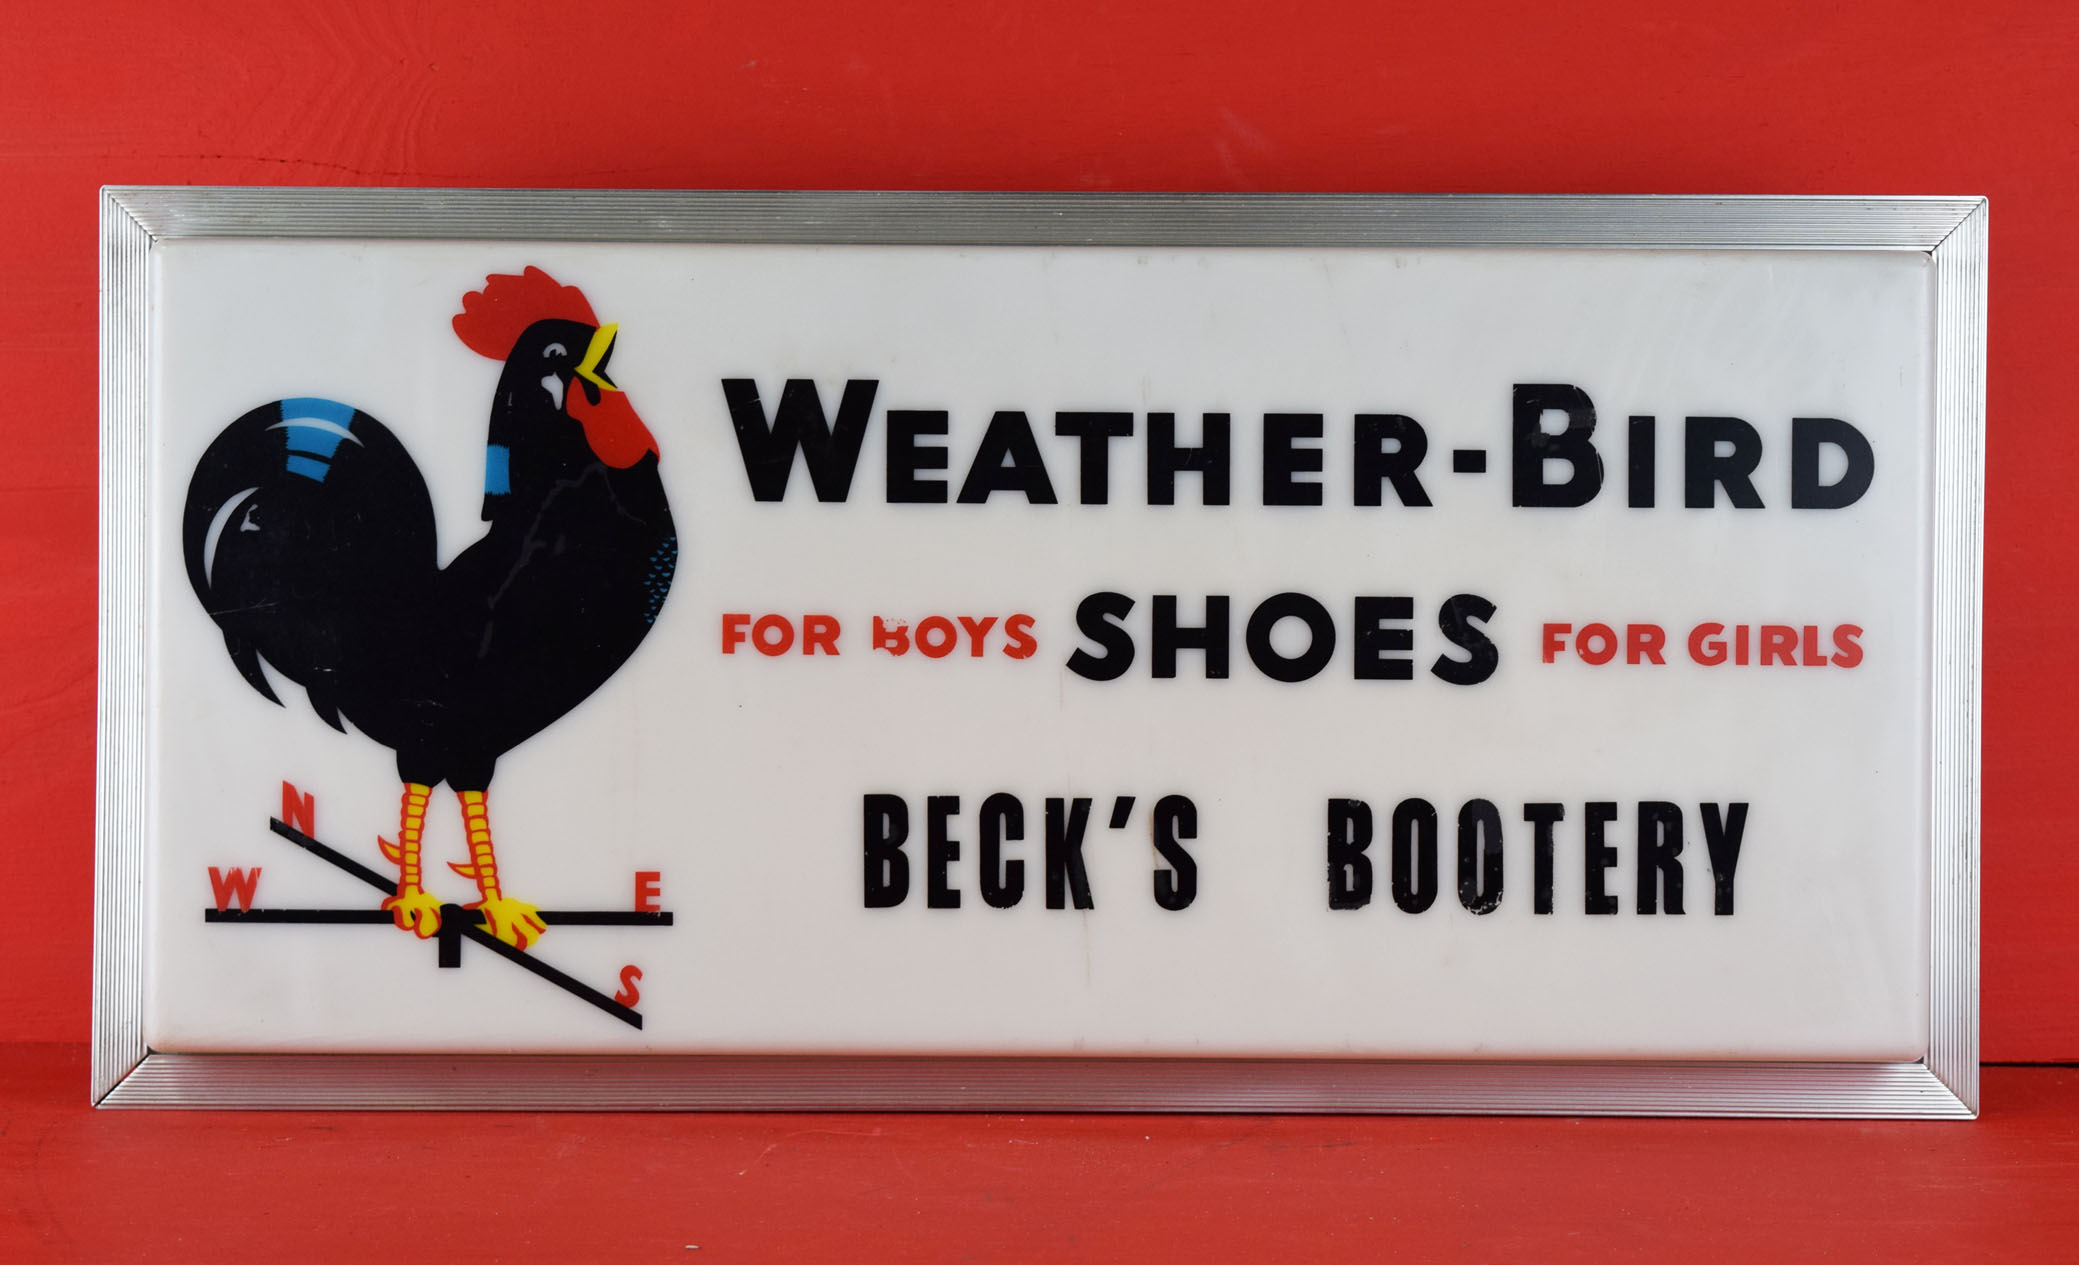 WEATHER-BIRD
FOR BOYS SHOES FOR GIRLS
BECK'S BOOTERY
N
W E
S